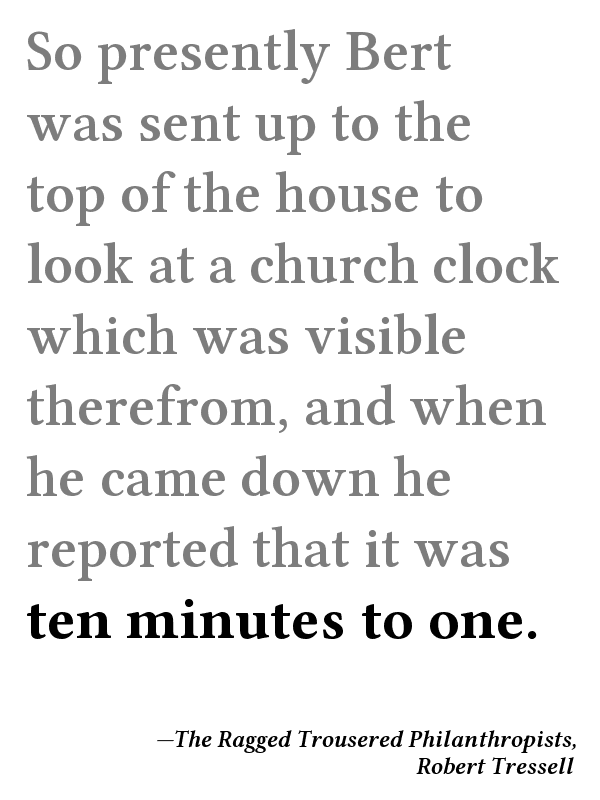 So presently Bert
was sent up to the
top of the house to
look at a church clock
which was visible
therefrom, and when
he came down he
reported that it was
ten minutes to one.
—The Ragged Trousered Philanthropists,
Robert Tressell